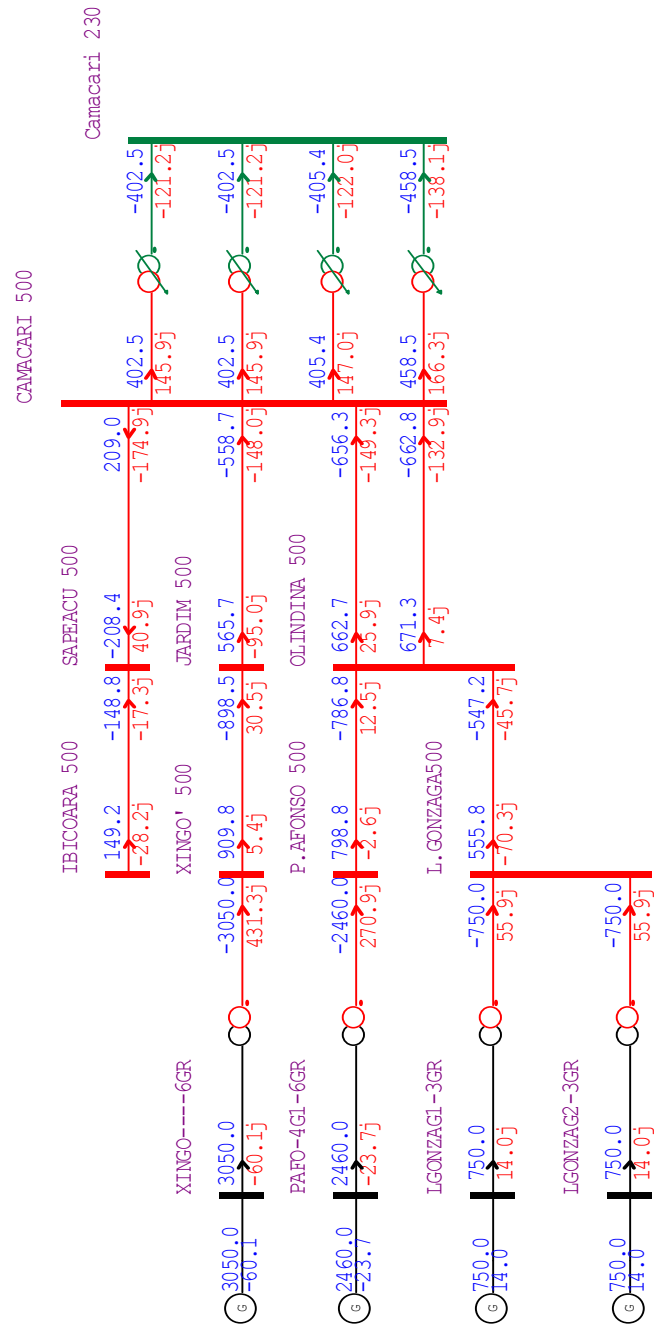 Camacari 230
-402.5
-121.2j
-402.5
-121.2j
-405.4
-122.0j
-458.5
-138.1j
CAMACARI 500
402.5
145.9j
402.5
145.9j
405.4
147.0j
458.5
166.3j
209.0
-174.9j
-558.7
-148.0j
-656.3
-149.3j
-662.8
-132.9j
SAPEACU 500
-208.4
40.9j
JARDIM 500
565.7
-95.0j
OLINDINA 500
662.7
25.9j
671.3
7.4j
-148.8
-17.3j
-898.5
30.5j
-786.8
12.5j
-547.2
-45.7j
IBICOARA 500
149.2
-28.2j
XINGO' 500
909.8
5.4j
P.AFONSO 500
798.8
-2.6j
L.GONZAGA500
555.8
-70.3j
-3050.0
431.3j
-2460.0
270.9j
-750.0
55.9j
-750.0
55.9j
XINGO----6GR
3050.0
-60.1j
PAFO-4G1-6GR
2460.0
-23.7j
LGONZAG1-3GR
750.0
14.0j
LGONZAG2-3GR
750.0
14.0j
3050.0
-60.1
G
2460.0
-23.7
G
750.0
14.0
G
750.0
14.0
G